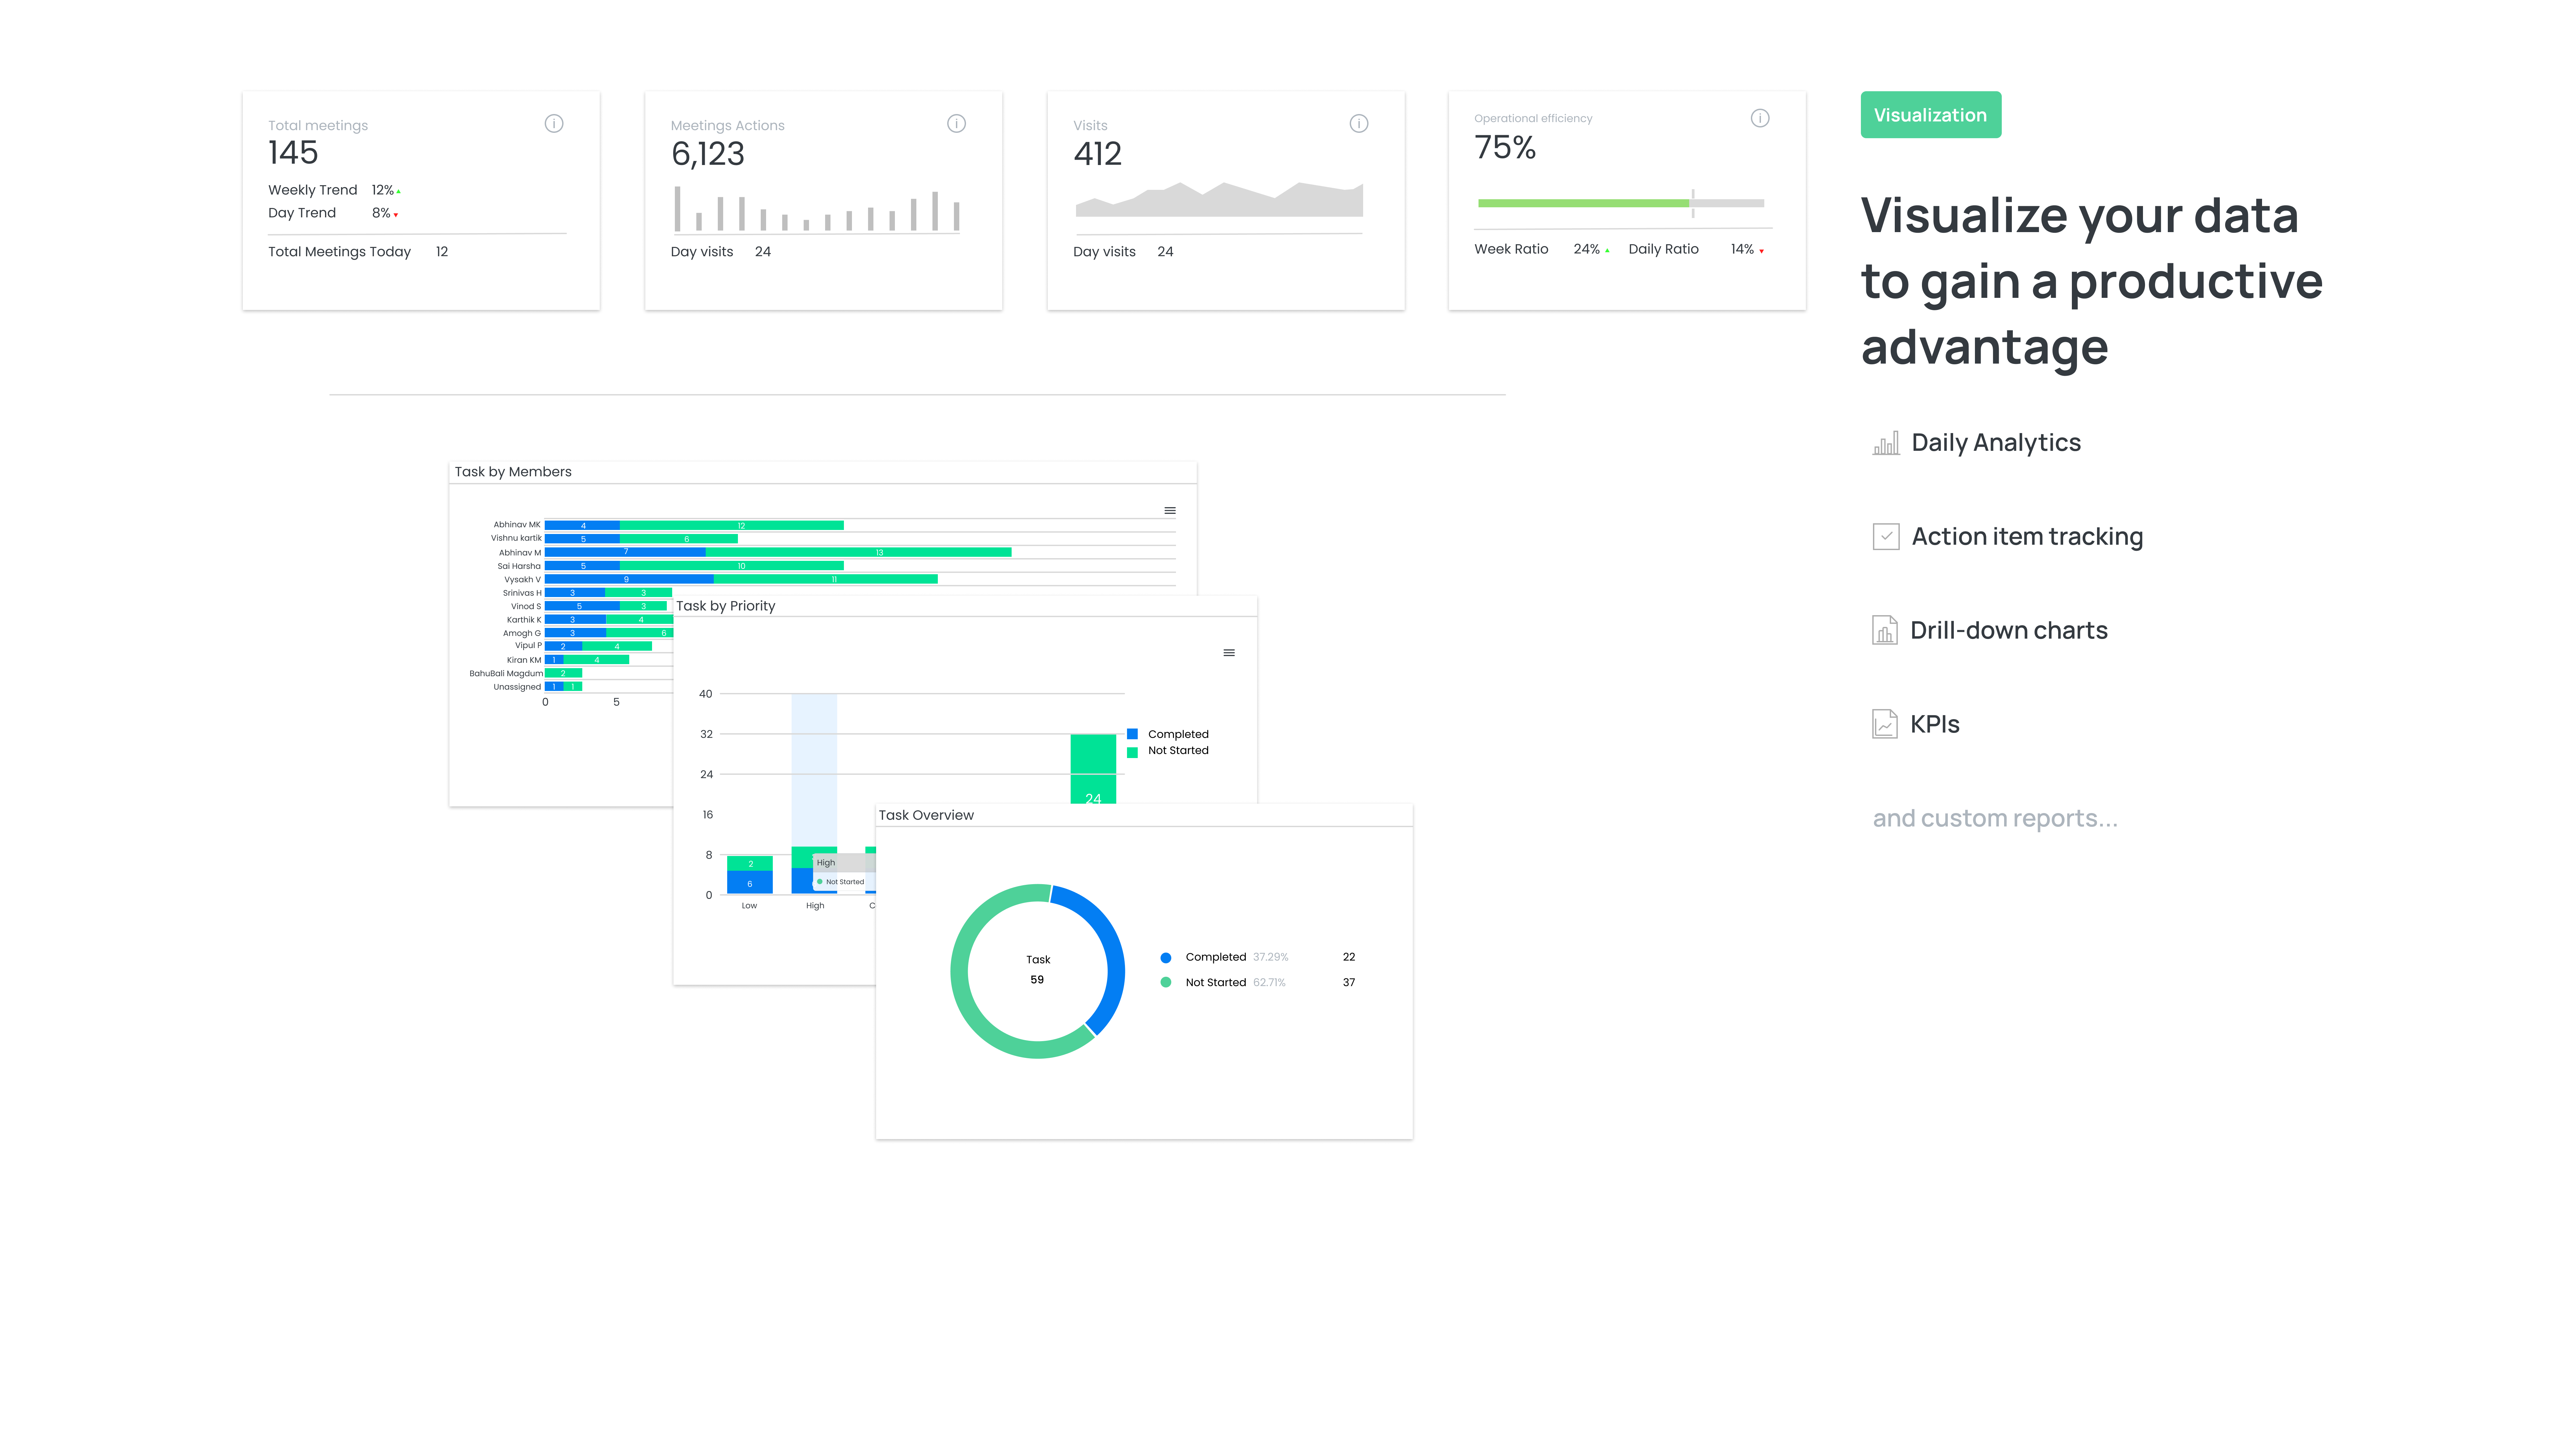 Total meetings
145
Weekly Trend 12%
Day Trend 8%
Total Meetings Today 12
Meetings Actions
6,123
Day visits 24
Visits
412
Day visits 24
Operational efficiency
75%
Week Ratio 24% Daily Ratio 14%
Visualization
Visualize your data
to gain a productive
advantage
Daily Analytics
Action item tracking
Drill-down charts
KPIs
and custom reports...
Task by Members
Abhinav MK 4 12
Vishnu kartik 5 6
Abhinav M 7 13
Sai Harsha 5 10
Vysakh V 9 11
Srinivas H 3 3
Vinod S 5 3
Karthik K 3 4
Amogh G 3 6
Vipul P 2 4
Kiran KM 1 4
BahuBali Magdum 2
Unassigned 1 1
0 5
Task by Priority
40
32
24
16
8
0
Completed
Not Started
24
2
6
High
Not Started
Low High C
Task Overview
Task
59
Completed 37.29% 22
Not Started 62.71% 37